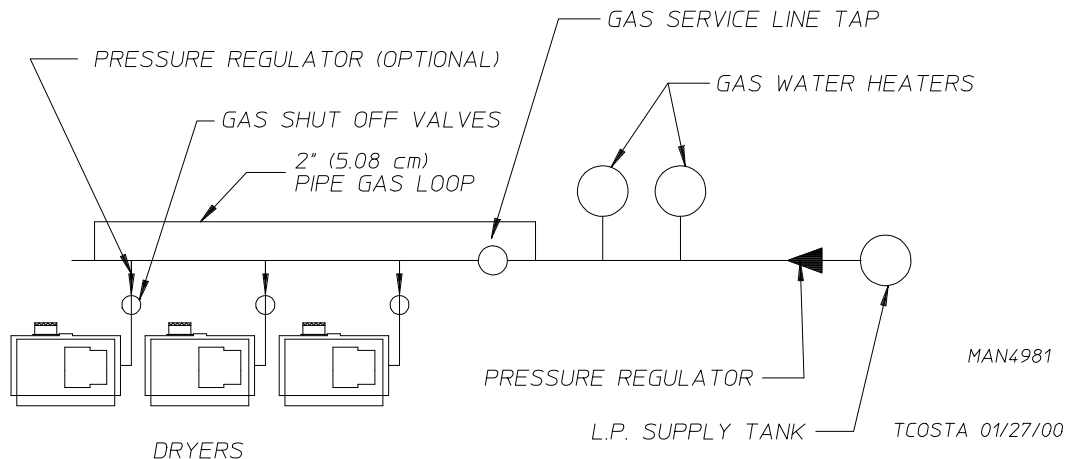 GAS SERVICE LINE TAP
PRESSURE REGULATOR (OPTIONAL)
GAS WATER HEATERS
GAS SHUT OFF VALVES
2" (5.08 cm)
PIPE GAS LOOP
MAN4981
PRESSURE REGULATOR
L.P. SUPPLY TANK
TCOSTA 01/27/00
DRYERS